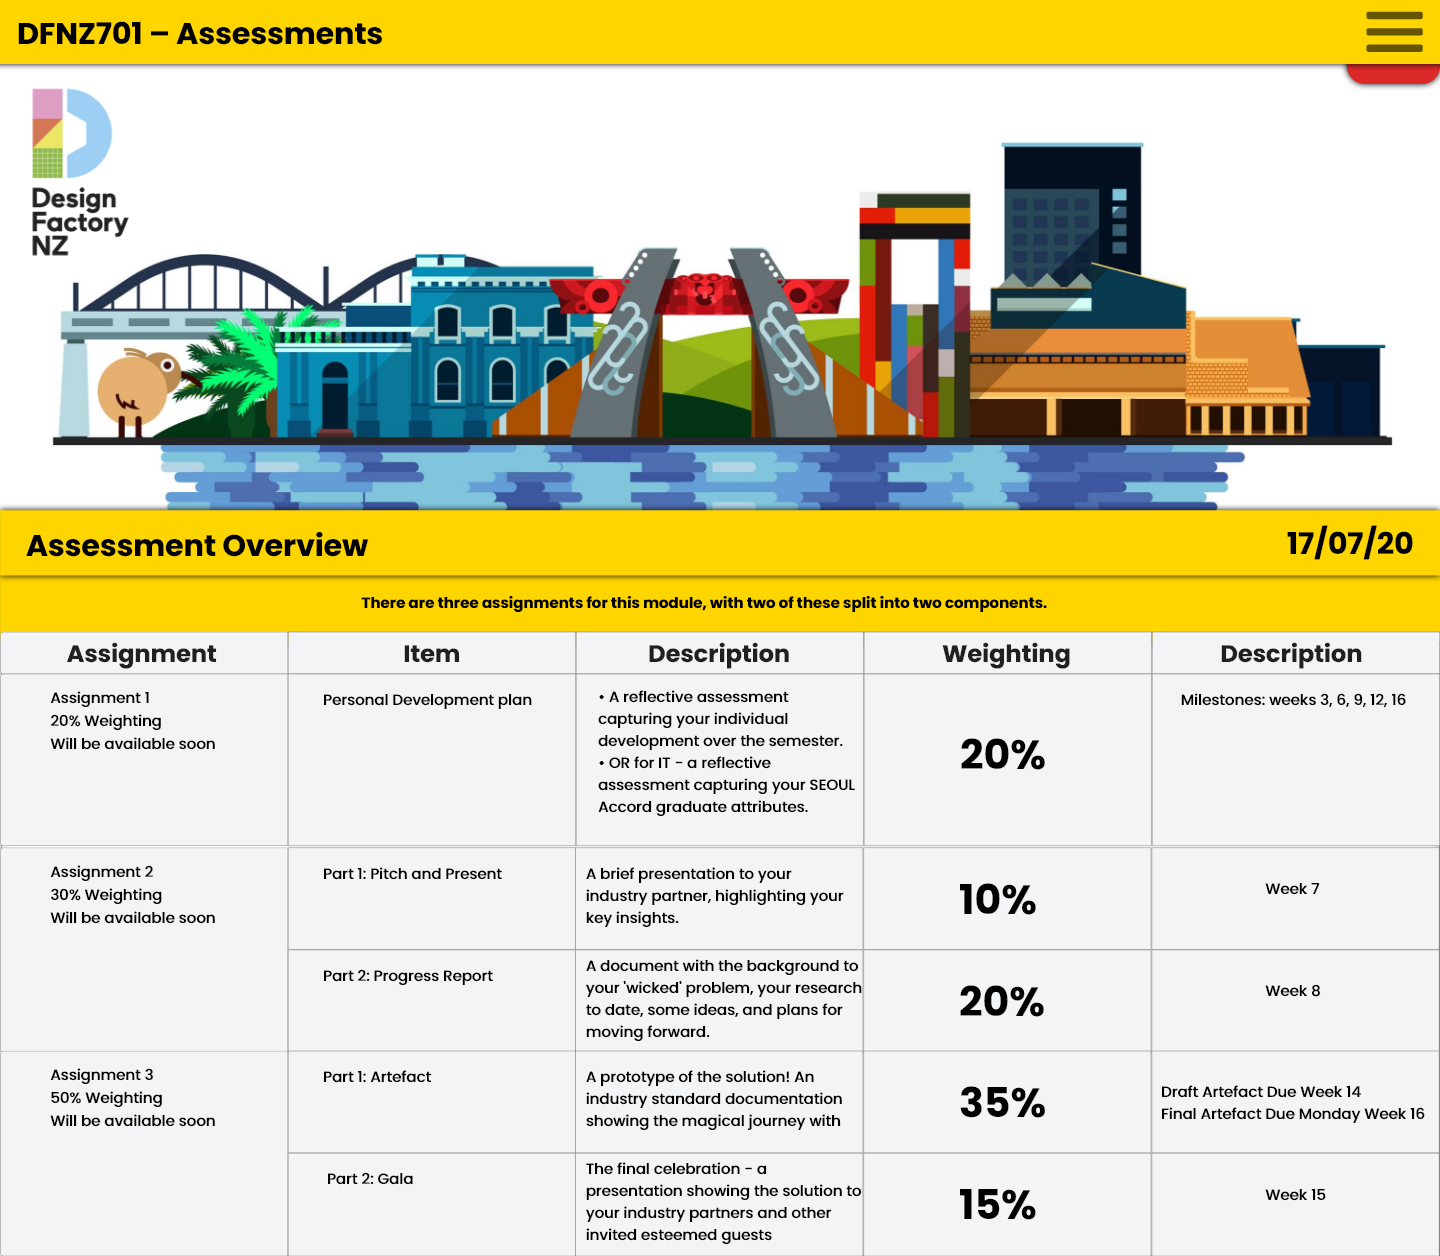 DFNZ701 – Assessments
Design
Factory
NZ
Assessment Overview
17/07/20
There are three assignments for this module, with two of these split into two components.
Assignment
Item
Description
Weighting
Description
Assignment 1
20% Weighting
Will be available soon
Personal Development plan
• A reflective assessment
capturing your individual
development over the semester.
• OR for IT - a reflective
assessment capturing your SEOUL
Accord graduate attributes.
20%
Milestones: weeks 3, 6, 9, 12, 16
Assignment 2
30% Weighting
Will be available soon
Part 1: Pitch and Present
A brief presentation to your
industry partner, highlighting your
key insights.
10%
Week 7
Part 2: Progress Report
A document with the background to
your 'wicked' problem, your research
to date, some ideas, and plans for
moving forward.
20%
Week 8
Assignment 3
50% Weighting
Will be available soon
Part 1: Artefact
A prototype of the solution! An
industry standard documentation
showing the magical journey with
35%
Draft Artefact Due Week 14
Final Artefact Due Monday Week 16
Part 2: Gala
The final celebration - a
presentation showing the solution to
your industry partners and other
invited esteemed guests
15%
Week 15